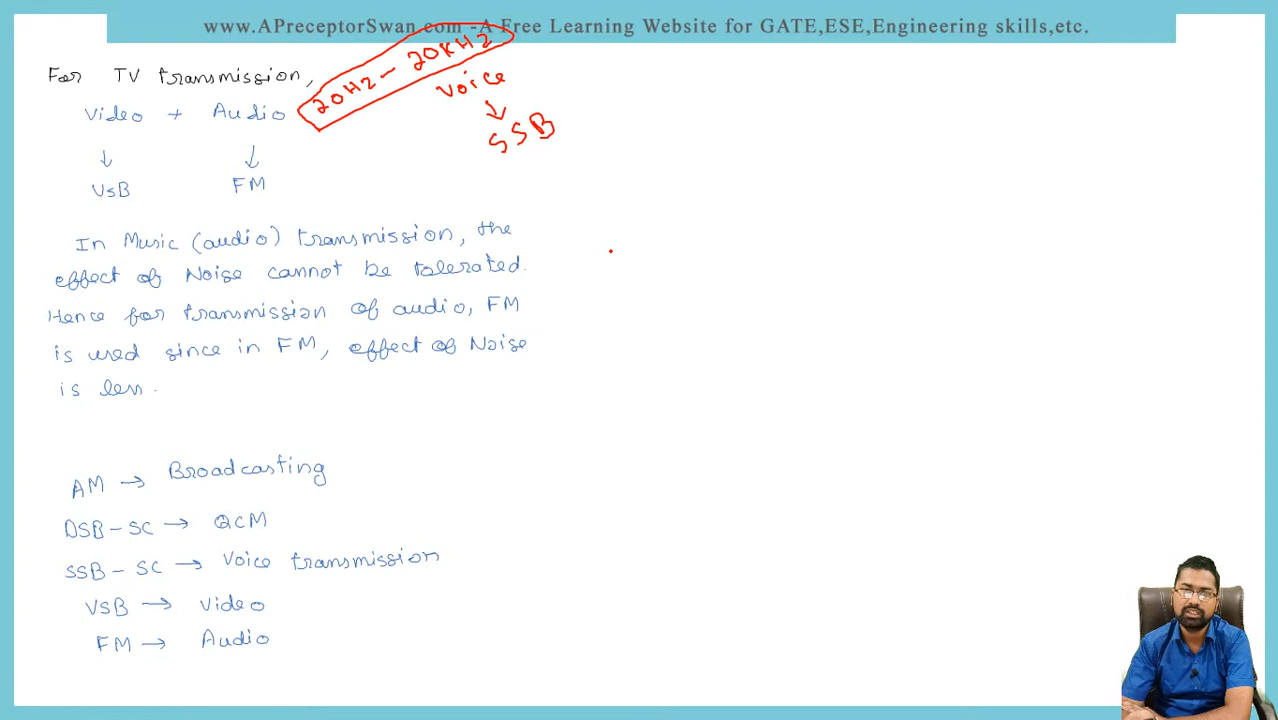 www.APreceptorSwan.com -A Free Learning Website for GATE,ESE,Engineering skills,etc.
For TV transmission,
20Hz - 20KHz
Voice
↓
SSB
Video + Audio
↓ ↓
VSB FM
In Music (audio) transmission, the
effect of Noise cannot be tolerated.
Hence for transmission of audio, FM
is used since in FM, effect of Noise
is less.
AM → Broadcasting
DSB-SC → QCM
SSB-SC → Voice transmission
VSB → Video
FM → Audio